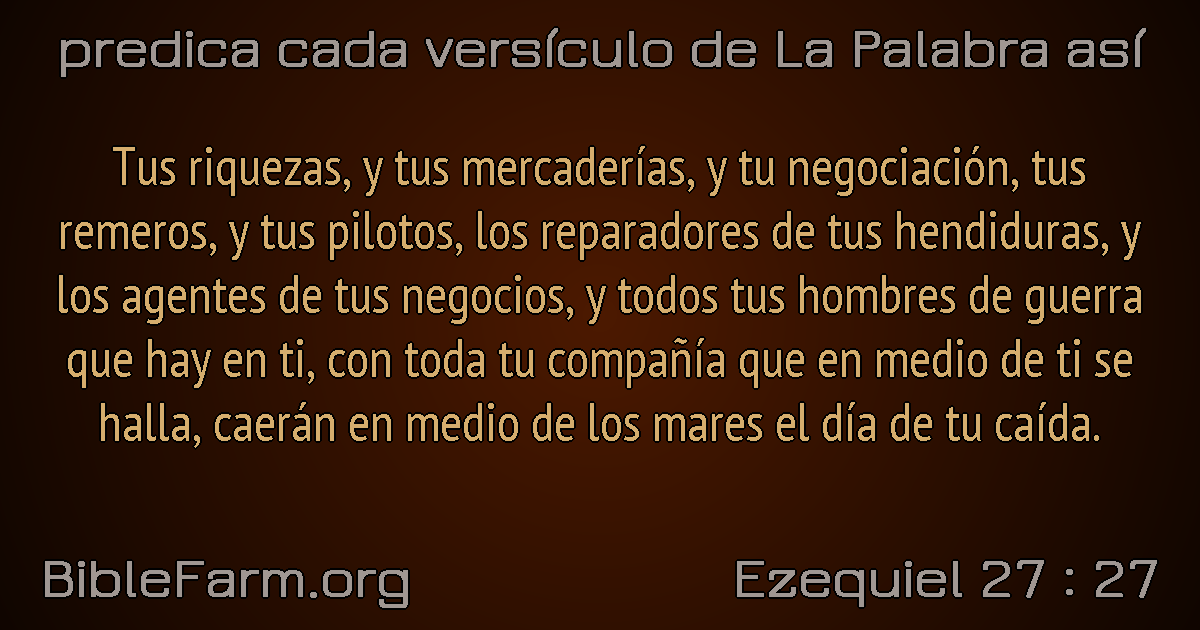 predica cada versículo de La Palabra así
Tus riquezas, y tus mercaderías, y tu negociación, tus
remeros, y tus pilotos, los reparadores de tus hendiduras, y
los agentes de tus negocios, y todos tus hombres de guerra
que hay en ti, con toda tu compañía que en medio de ti se
halla, caerán en medio de los mares el día de tu caída.
BibleFarm.org
Ezequiel 27 : 27